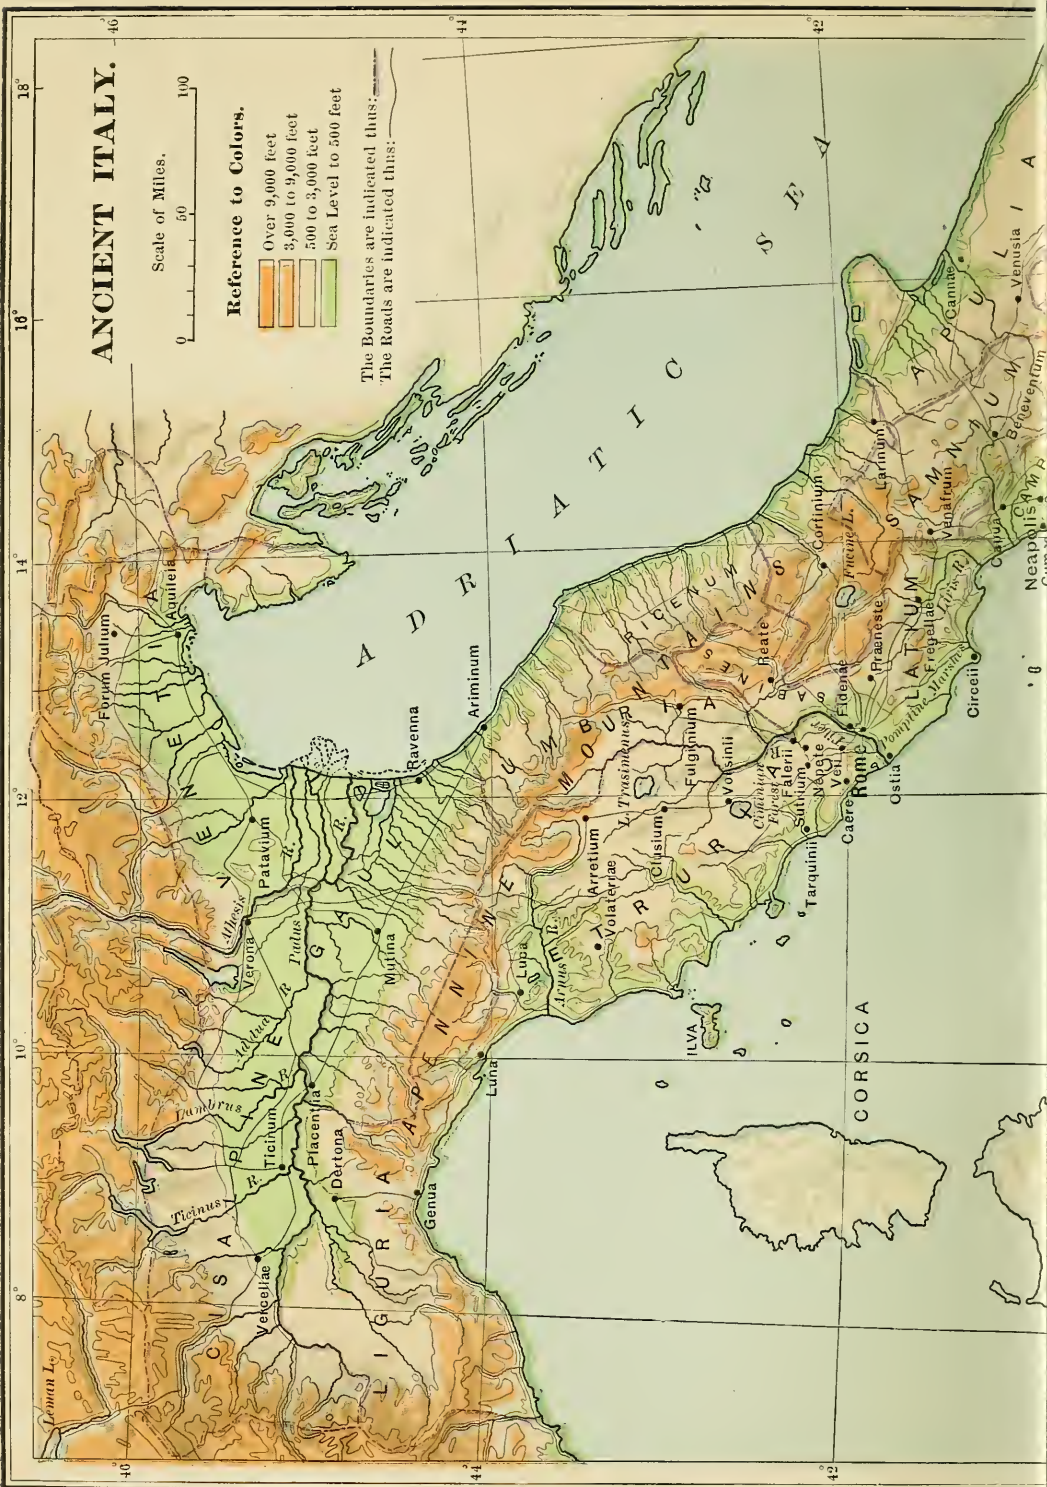 ANCIENT ITALY.
Scale of Miles.
0 50 100
Reference to Colors.
Over 9,000 feet
3,000 to 9,000 feet
500 to 3,000 feet
Sea Level to 500 feet
The Boundaries are indicated thus:
The Roads are indicated thus:
8°
10°
12°
14°
16°
18°
46
44
42
46
44
42
Leman L.
CISALPINE GAUL
VENETIA
LIGURIA
APENNINE MOUNTAINS
ETRURIA
UMBRIA
PICENUM
SABINES
LATIUM
SAMNIUM
APULIA
ADRIATIC SEA
CORSICA
ILVA
Forum Julium
Aquileia
Patavium
Athesis
Verona
Padus R.
Addua R
Lambrus R
Ticinus R.
Ticinum
Placentia
Dertona
Vercellae
Genua
Luna
Mutina
Ravenna
Ariminum
Luca
Arnus R.
Arretium
Volaterrae
L. Trasimenus
Clusium
Fulginium
Volsinii
Ciminian Forest
Falerii
Sutrium
Nepete
Veii
Tiber
Tarquinii
Caere
Rome
Ostia
Fidenae
Reate
Praeneste
Pomptine Marshes
Fregellae
Liris R.
Circeii
Corfinium
Fucine L.
Larinum
Venafrum
Capua
Neapolis
Beneventum
Cannae
Venusia